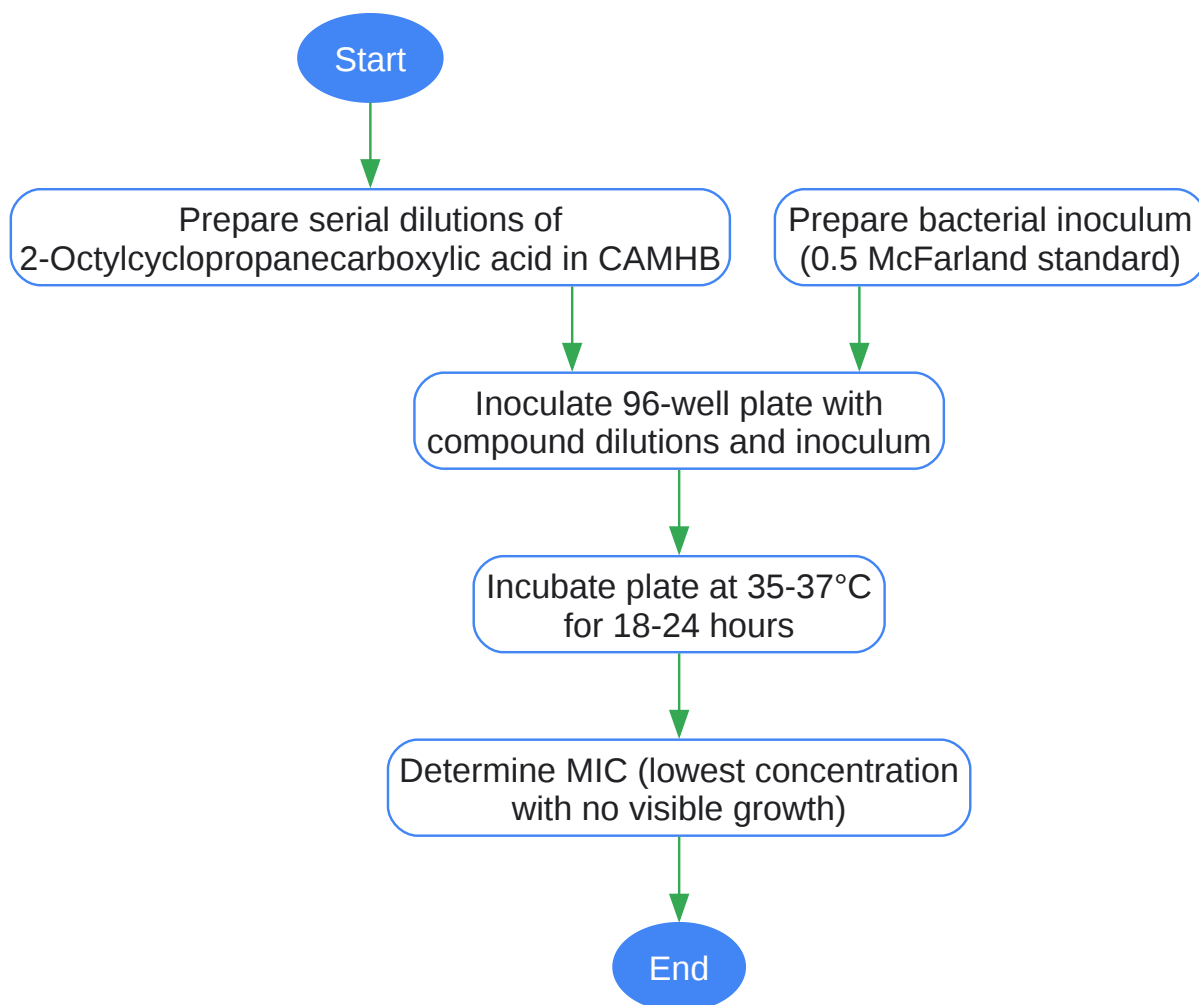 Start
Prepare serial dilutions of
2-Octylcyclopropanecarboxylic acid in CAMHB
Prepare bacterial inoculum
(0.5 McFarland standard)
Inoculate 96-well plate with
compound dilutions and inoculum
Incubate plate at 35-37°C
for 18-24 hours
Determine MIC (lowest concentration
with no visible growth)
End